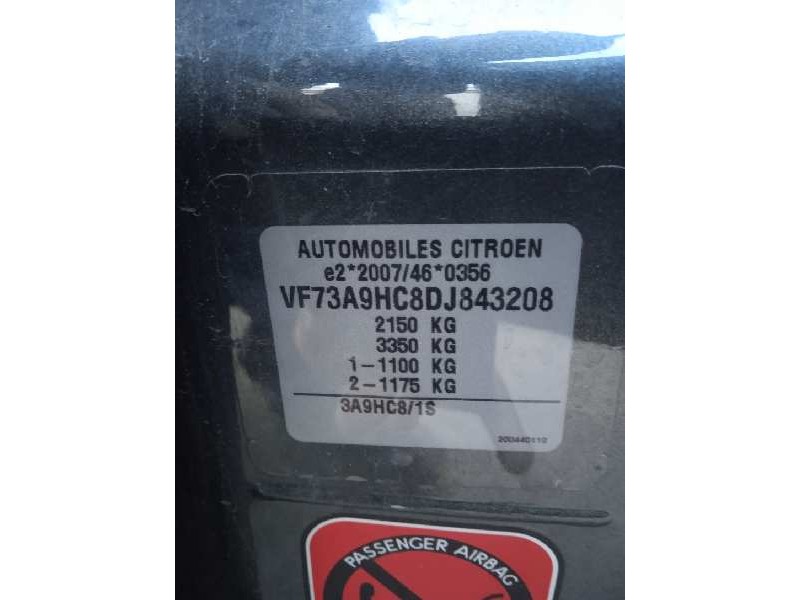 AUTOMOBILES CITROEN
e2*2007/46*0356
VF73A9HC8DJ843208
2150 KG
3350 KG
1-1100 KG
2-1175 KG
3A9HC8/1S
PASSENGER AIRBAG